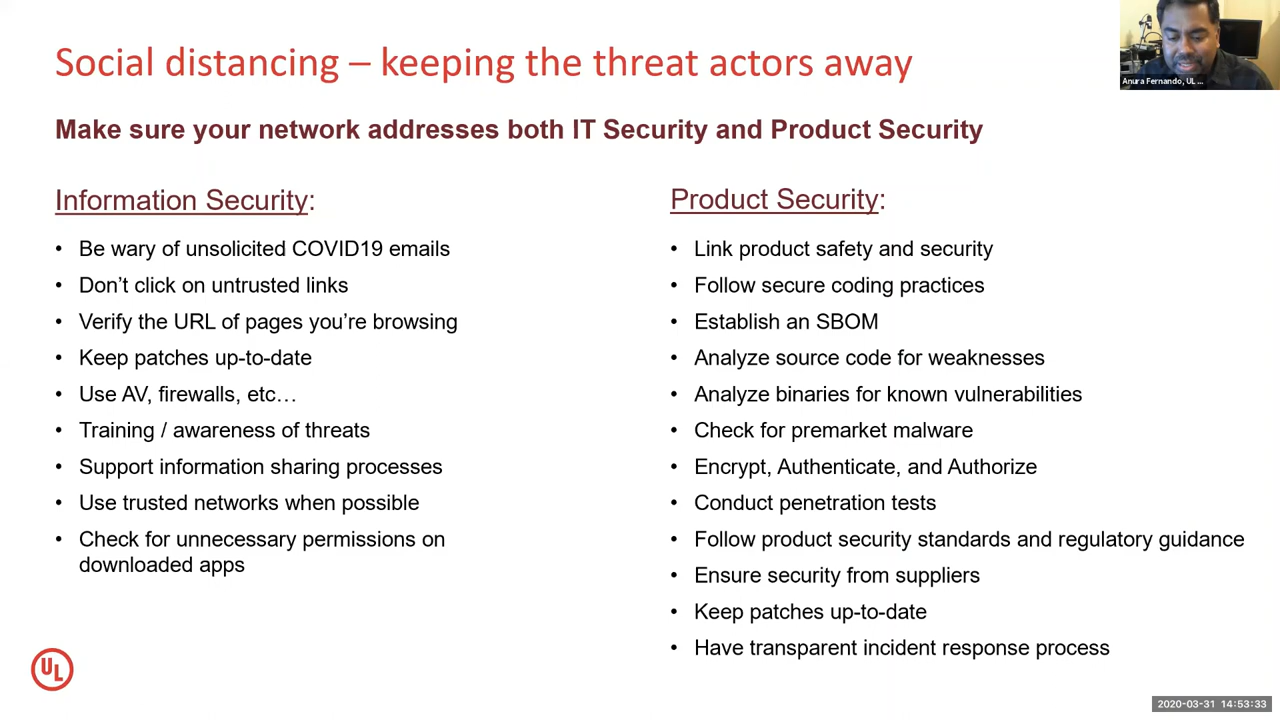 Social distancing – keeping the threat actors away
Anura Fernando, UL ...
Make sure your network addresses both IT Security and Product Security
Information Security:
• Be wary of unsolicited COVID19 emails
• Don’t click on untrusted links
• Verify the URL of pages you’re browsing
• Keep patches up-to-date
• Use AV, firewalls, etc…
• Training / awareness of threats
• Support information sharing processes
• Use trusted networks when possible
• Check for unnecessary permissions on
downloaded apps
Product Security:
• Link product safety and security
• Follow secure coding practices
• Establish an SBOM
• Analyze source code for weaknesses
• Analyze binaries for known vulnerabilities
• Check for premarket malware
• Encrypt, Authenticate, and Authorize
• Conduct penetration tests
• Follow product security standards and regulatory guidance
• Ensure security from suppliers
• Keep patches up-to-date
• Have transparent incident response process
UL
2020-03-31 14:53:33